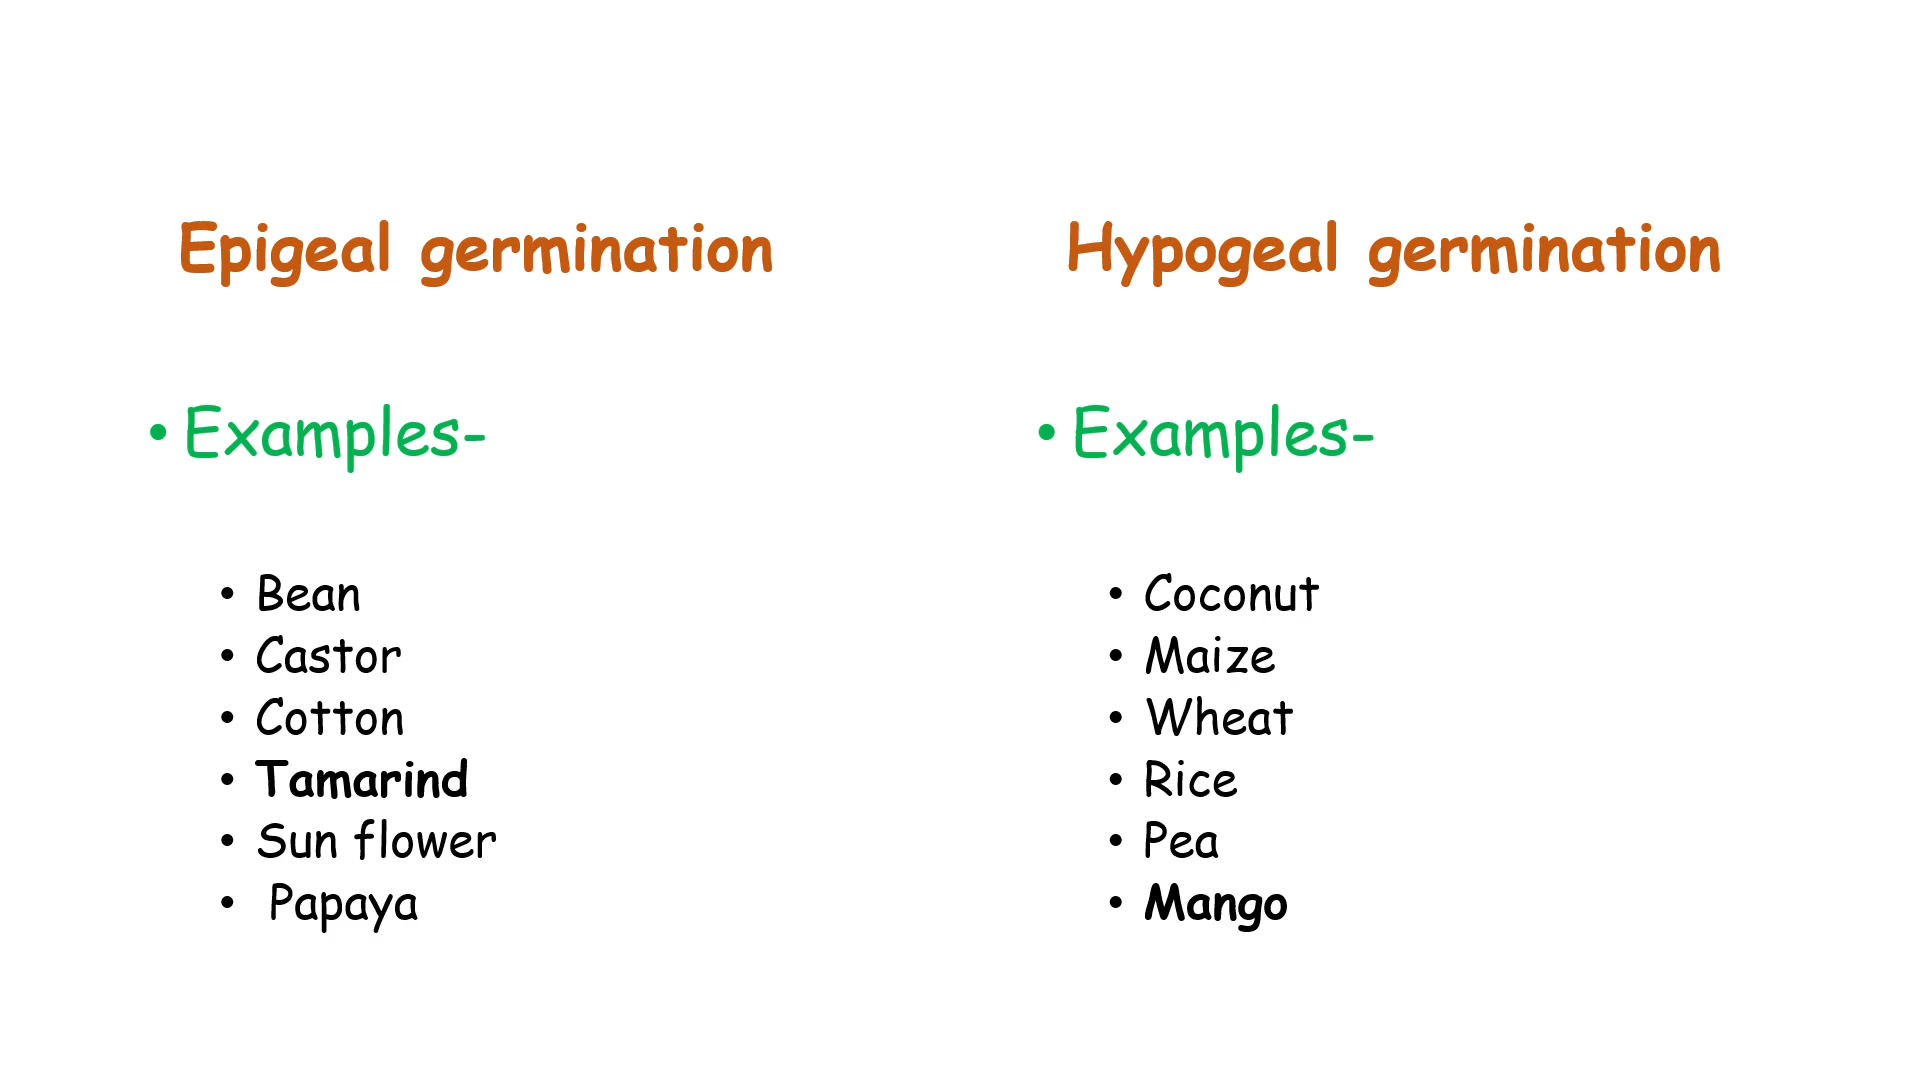 Epigeal germination
• Examples-
• Bean
• Castor
• Cotton
• Tamarind
• Sun flower
• Papaya
Hypogeal germination
• Examples-
• Coconut
• Maize
• Wheat
• Rice
• Pea
• Mango